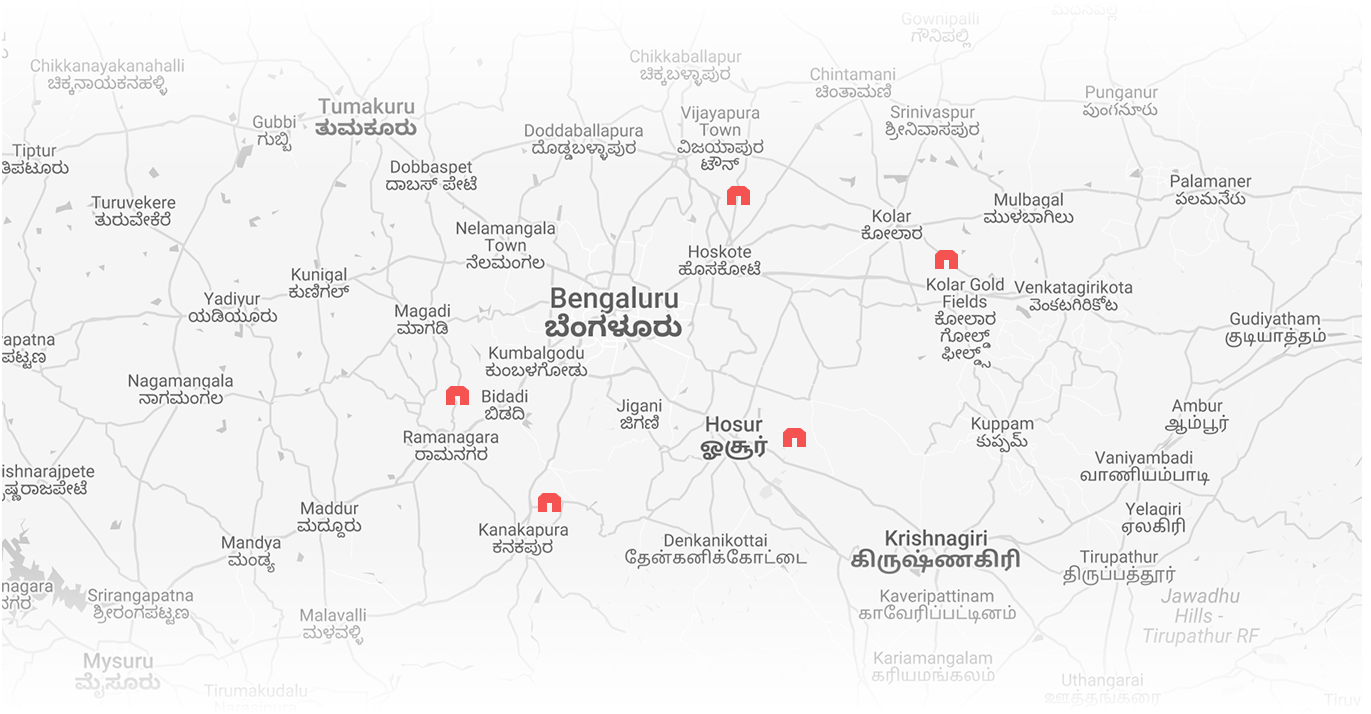 Gownipalli
ಗೌನಿಪಲ್ಲಿ
Chikkanayakanahalli
ಚಿಕ್ಕನಾಯಕನಹಳ್ಳಿ
Chikkaballapur
ಚಿಕ್ಕಬಳ್ಳಾಪುರ
Chintamani
ಚಿಂತಾಮಣಿ
Tumakuru
ತುಮಕೂರು
Gubbi
ಗುಬ್ಬಿ
Doddaballapura
ದೊಡ್ಡಬಳ್ಳಾಪುರ
Vijayapura
Town
ವಿಜಯಾಪುರ
ಟೌನ್
Srinivaspur
ಶ್ರೀನಿವಾಸಪುರ
Punganur
పుంగనూరు
Tiptur
ತಿಪಟೂರು
Dobbaspet
ದಾಬಸ್ ಪೇಟೆ
Turuvekere
ತುರುವೇಕೆರೆ
Nelamangala
Town
ನೆಲಮಂಗಲ
Kolar
ಕೋಲಾರ
Mulbagal
ಮುಳಬಾಗಿಲು
Palamaner
పలమనేరు
Hoskote
ಹೊಸಕೋಟೆ
Kunigal
ಕುಣಿಗಲ್
Yadiyur
ಯಡಿಯೂರು
Magadi
ಮಾಗಡಿ
Bengaluru
ಬೆಂಗಳೂರು
Kolar Gold
Fields
ಕೋಲಾರ
ಗೋಲ್ಡ್
ಫೀಲ್ಡ್ಸ್
Venkatagirikota
వెంకటగిరికోట
Gudiyatham
குடியாத்தம்
apatna
ಪಟ್ಟಣ
Kumbalgodu
ಕುಂಬಳಗೋಡು
Nagamangala
ನಾಗಮಂಗಲ
Bidadi
ಬಿಡದಿ
Jigani
ಜಿಗಣಿ
Hosur
ஓசூர்
Kuppam
కుప్పమ్
Ambur
ஆம்பூர்
Ramanagara
ರಾಮನಗರ
Vaniyambadi
வாணியம்பாடி
ishnarajpete
ೃಷ್ಣರಾಜಪೇಟೆ
Maddur
ಮದ್ದೂರು
Kanakapura
ಕನಕಪುರ
Yelagiri
ஏலகிரி
Mandya
ಮಂಡ್ಯ
Denkanikottai
தேன்கனிக்கோட்டை
Krishnagiri
கிருஷ்ணகிரி
Tirupathur
திருப்பத்தூர்
nagara
ನಗರ
Srirangapatna
ಶ್ರೀರಂಗಪಟ್ಟಣ
Kaveripattinam
காவேரிப்பட்டினம்
Jawadhu
Hills -
Tirupathur RF
Malavalli
ಮಳವಳ್ಳಿ
Mysuru
ಮೈಸೂರು
Kariamangalam
கரியமங்கலம்
Uthangarai
ஊத்தங்கரை
Tirumakudalu
Narasipura
Tiruv